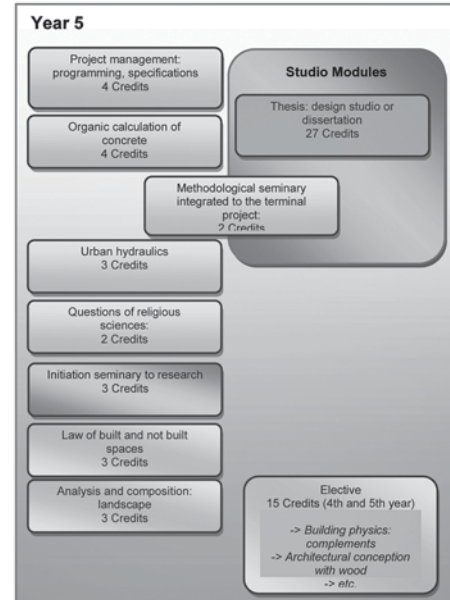 Year 5
Project management:
programming, specifications
4 Credits
Organic calculation of
concrete
4 Credits
Studio Modules
Thesis: design studio or
dissertation
27 Credits
Methodological seminary
integrated to the terminal
project:
2 Credits
Urban hydraulics
3 Credits
Questions of religious
sciences:
2 Credits
Initiation seminary to research
3 Credits
Law of built and not built
spaces
3 Credits
Analysis and composition:
landscape
3 Credits
Elective
15 Credits (4th and 5th year)
-> Building physics:
complements
-> Architectural conception
with wood
-> etc.